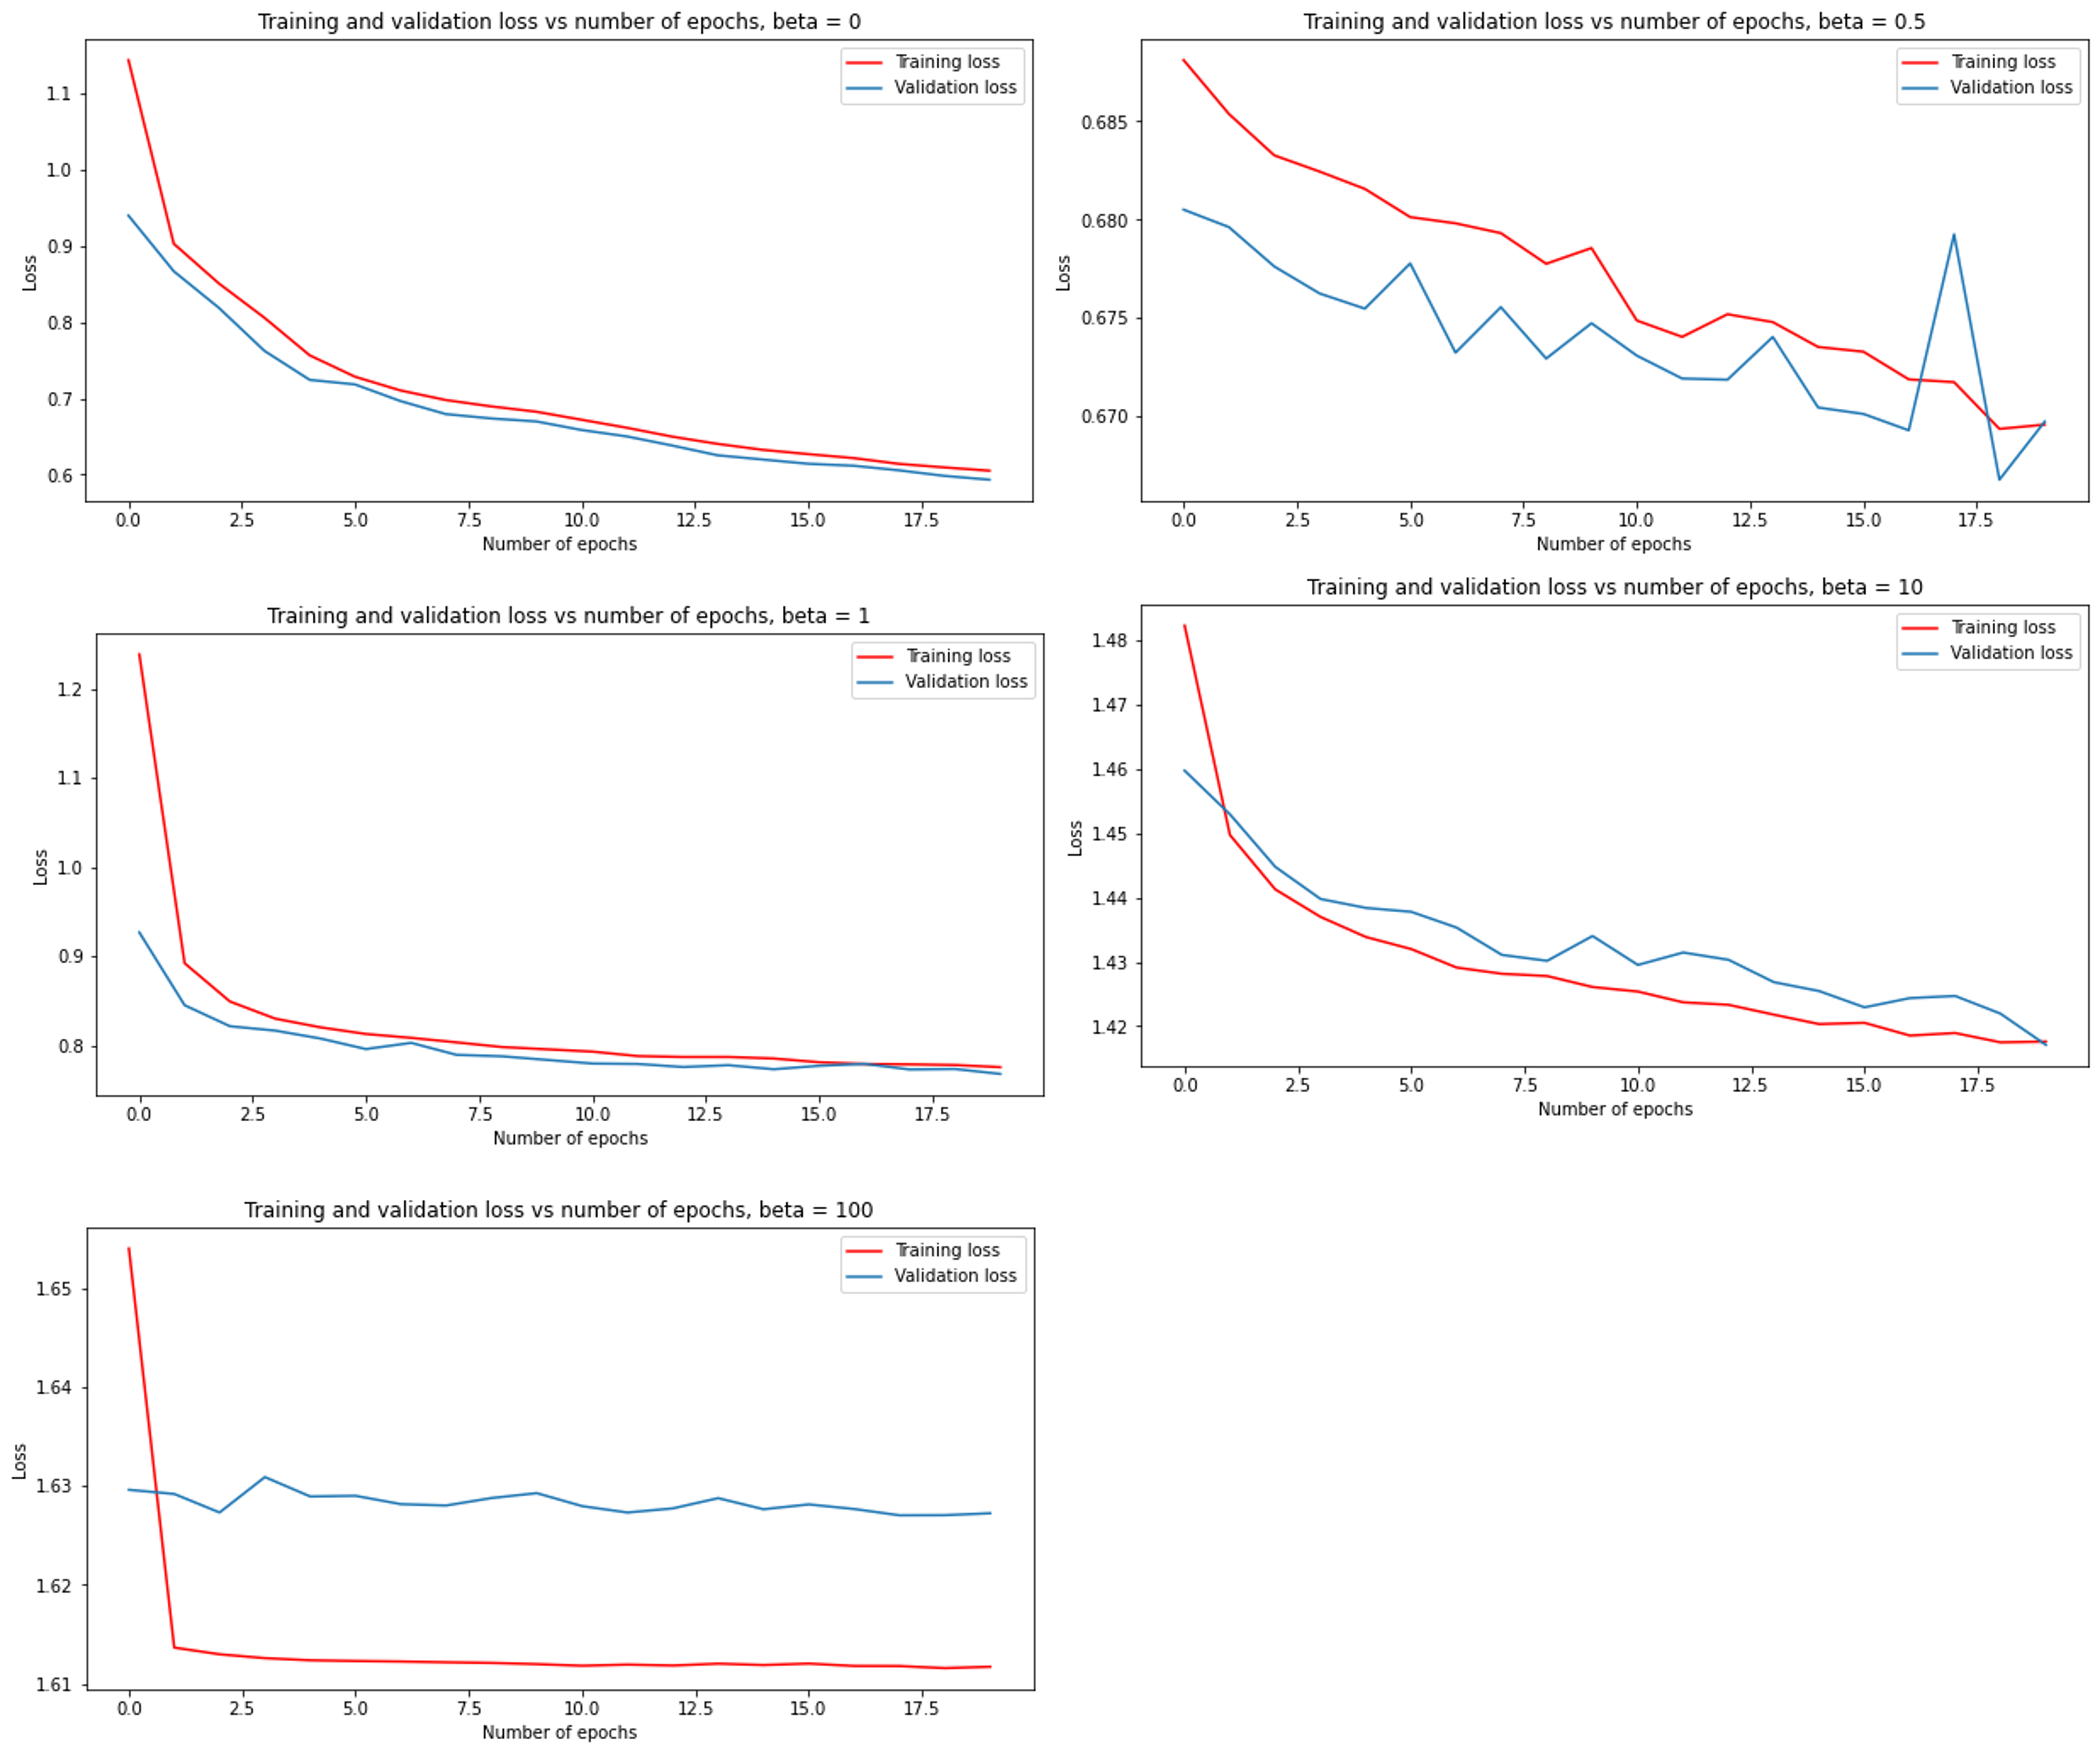 Training and validation loss vs number of epochs, beta = 0
Training loss
Validation loss
1.1
1.0
0.9
0.8
0.7
0.6
Loss
0.0 2.5 5.0 7.5 10.0 12.5 15.0 17.5
Number of epochs
Training and validation loss vs number of epochs, beta = 0.5
Training loss
Validation loss
0.685
0.680
0.675
0.670
Loss
0.0 2.5 5.0 7.5 10.0 12.5 15.0 17.5
Number of epochs
Training and validation loss vs number of epochs, beta = 1
Training loss
Validation loss
1.2
1.1
1.0
0.9
0.8
Loss
0.0 2.5 5.0 7.5 10.0 12.5 15.0 17.5
Number of epochs
Training and validation loss vs number of epochs, beta = 10
Training loss
Validation loss
1.48
1.47
1.46
1.45
1.44
1.43
1.42
Loss
0.0 2.5 5.0 7.5 10.0 12.5 15.0 17.5
Number of epochs
Training and validation loss vs number of epochs, beta = 100
Training loss
Validation loss
1.65
1.64
1.63
1.62
1.61
Loss
0.0 2.5 5.0 7.5 10.0 12.5 15.0 17.5
Number of epochs